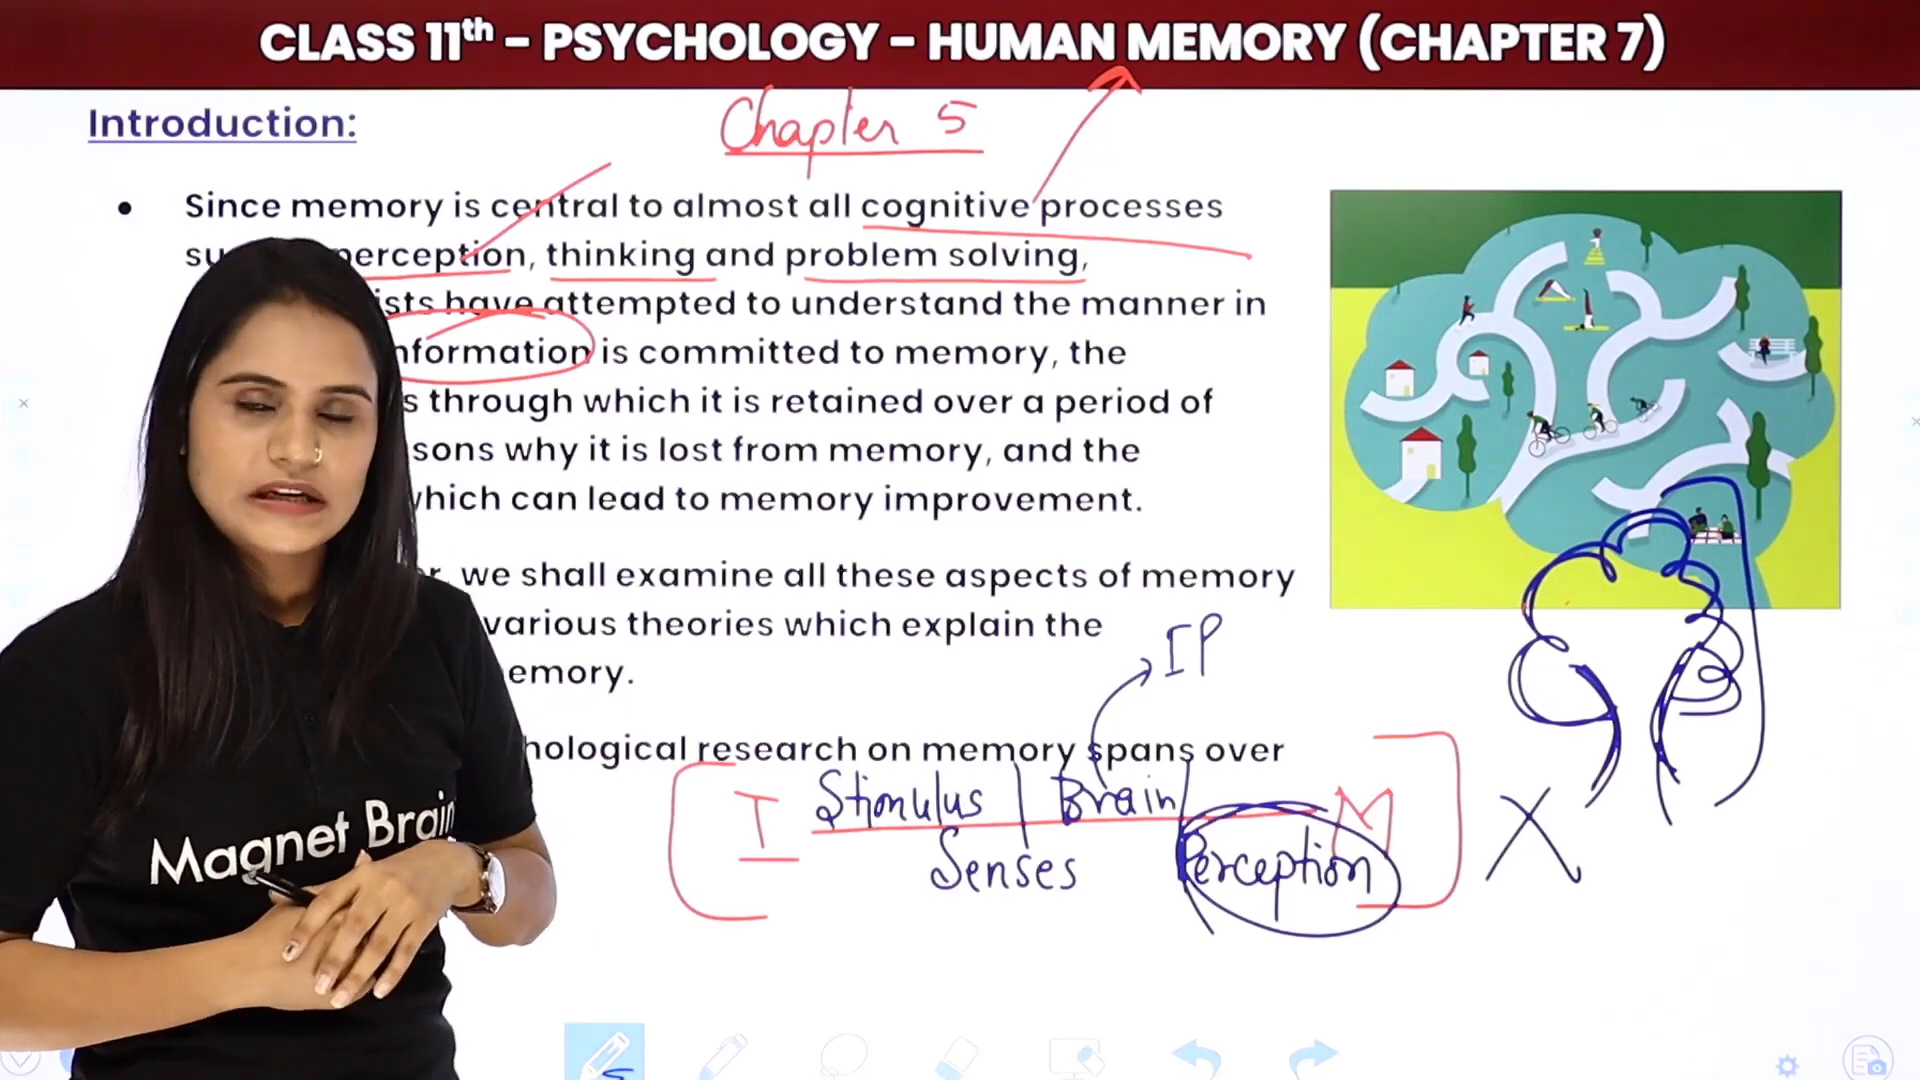 CLASS 11th - PSYCHOLOGY - HUMAN MEMORY (CHAPTER 7)
Introduction:
Chapter 5
• Since memory is central to almost all cognitive processes
su perception, thinking and problem solving,
ists have attempted to understand the manner in
nformation is committed to memory, the
s through which it is retained over a period of
sons why it is lost from memory, and the
which can lead to memory improvement.
r, we shall examine all these aspects of memory
various theories which explain the
emory.
IP
hological research on memory spans over
I Stimulus Brain M
Senses Perception
X
Magnet Brain